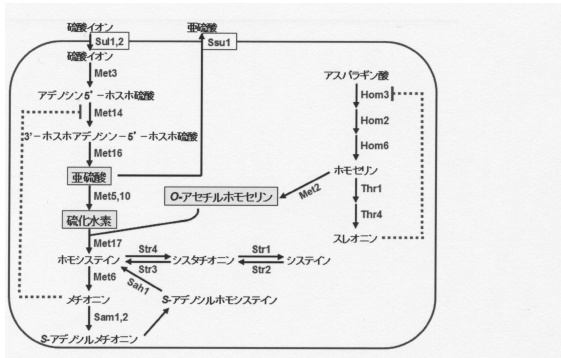 硫酸イオン
亜硫酸
Sul1,2
Ssu1
硫酸イオン
Met3
アデノシン5’－ホスホ硫酸
Met14
3’－ホスホアデノシン－5’－ホスホ硫酸
Met16
亜硫酸
Met5,10
硫化水素
Met17
ホモシステイン
Str4
Str3
シスタチオニン
Str1
Str2
システイン
Met6
Sah1
メチオニン
S-アデノシルホモシステイン
Sam1,2
S-アデノシルメチオニン
アスパラギン酸
Hom3
Hom2
Hom6
ホモセリン
Met2
O-アセチルホモセリン
Thr1
Thr4
スレオニン